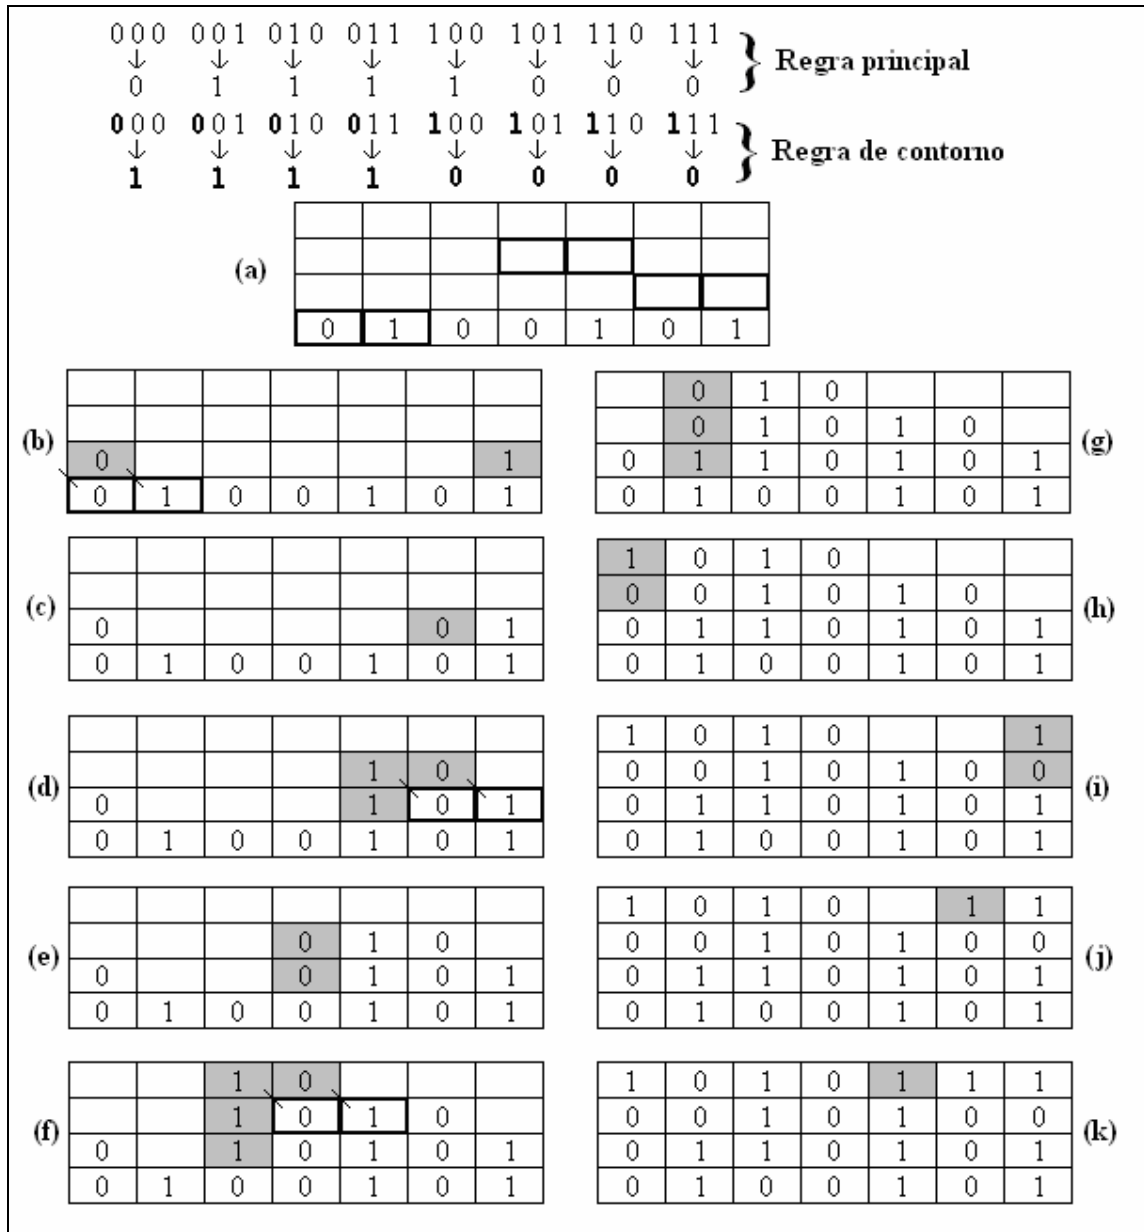 000 001 010 011 100 101 110 111
↓ ↓ ↓ ↓ ↓ ↓ ↓ ↓
0 1 1 1 1 0 0 0
} Regra principal
000 001 010 011 100 101 110 111
↓ ↓ ↓ ↓ ↓ ↓ ↓ ↓
1 1 1 1 0 0 0 0
} Regra de contorno
(a)
0 1 0 0 1 0 1
(b)
0 1
0 1 0 0 1 0 1
(c)
0 0 1
0 1 0 0 1 0 1
(d)
1 0
0 1 0 1
0 1 0 0 1 0 1
(e)
0 1 0
0 0 1 0 1
0 1 0 0 1 0 1
(f)
1 0
1 0 1 0
0 1 0 1 0 1
0 1 0 0 1 0 1
(g)
0 1 0
0 1 0 1 0
0 1 1 0 1 0 1
0 1 0 0 1 0 1
(h)
1 0 1 0
0 0 1 0 1 0
0 1 1 0 1 0 1
0 1 0 0 1 0 1
(i)
1 0 1 0 1
0 0 1 0 1 0 0
0 1 1 0 1 0 1
0 1 0 0 1 0 1
(j)
1 0 1 0 1 1
0 0 1 0 1 0 0
0 1 1 0 1 0 1
0 1 0 0 1 0 1
(k)
1 0 1 0 1 1 1
0 0 1 0 1 0 0
0 1 1 0 1 0 1
0 1 0 0 1 0 1